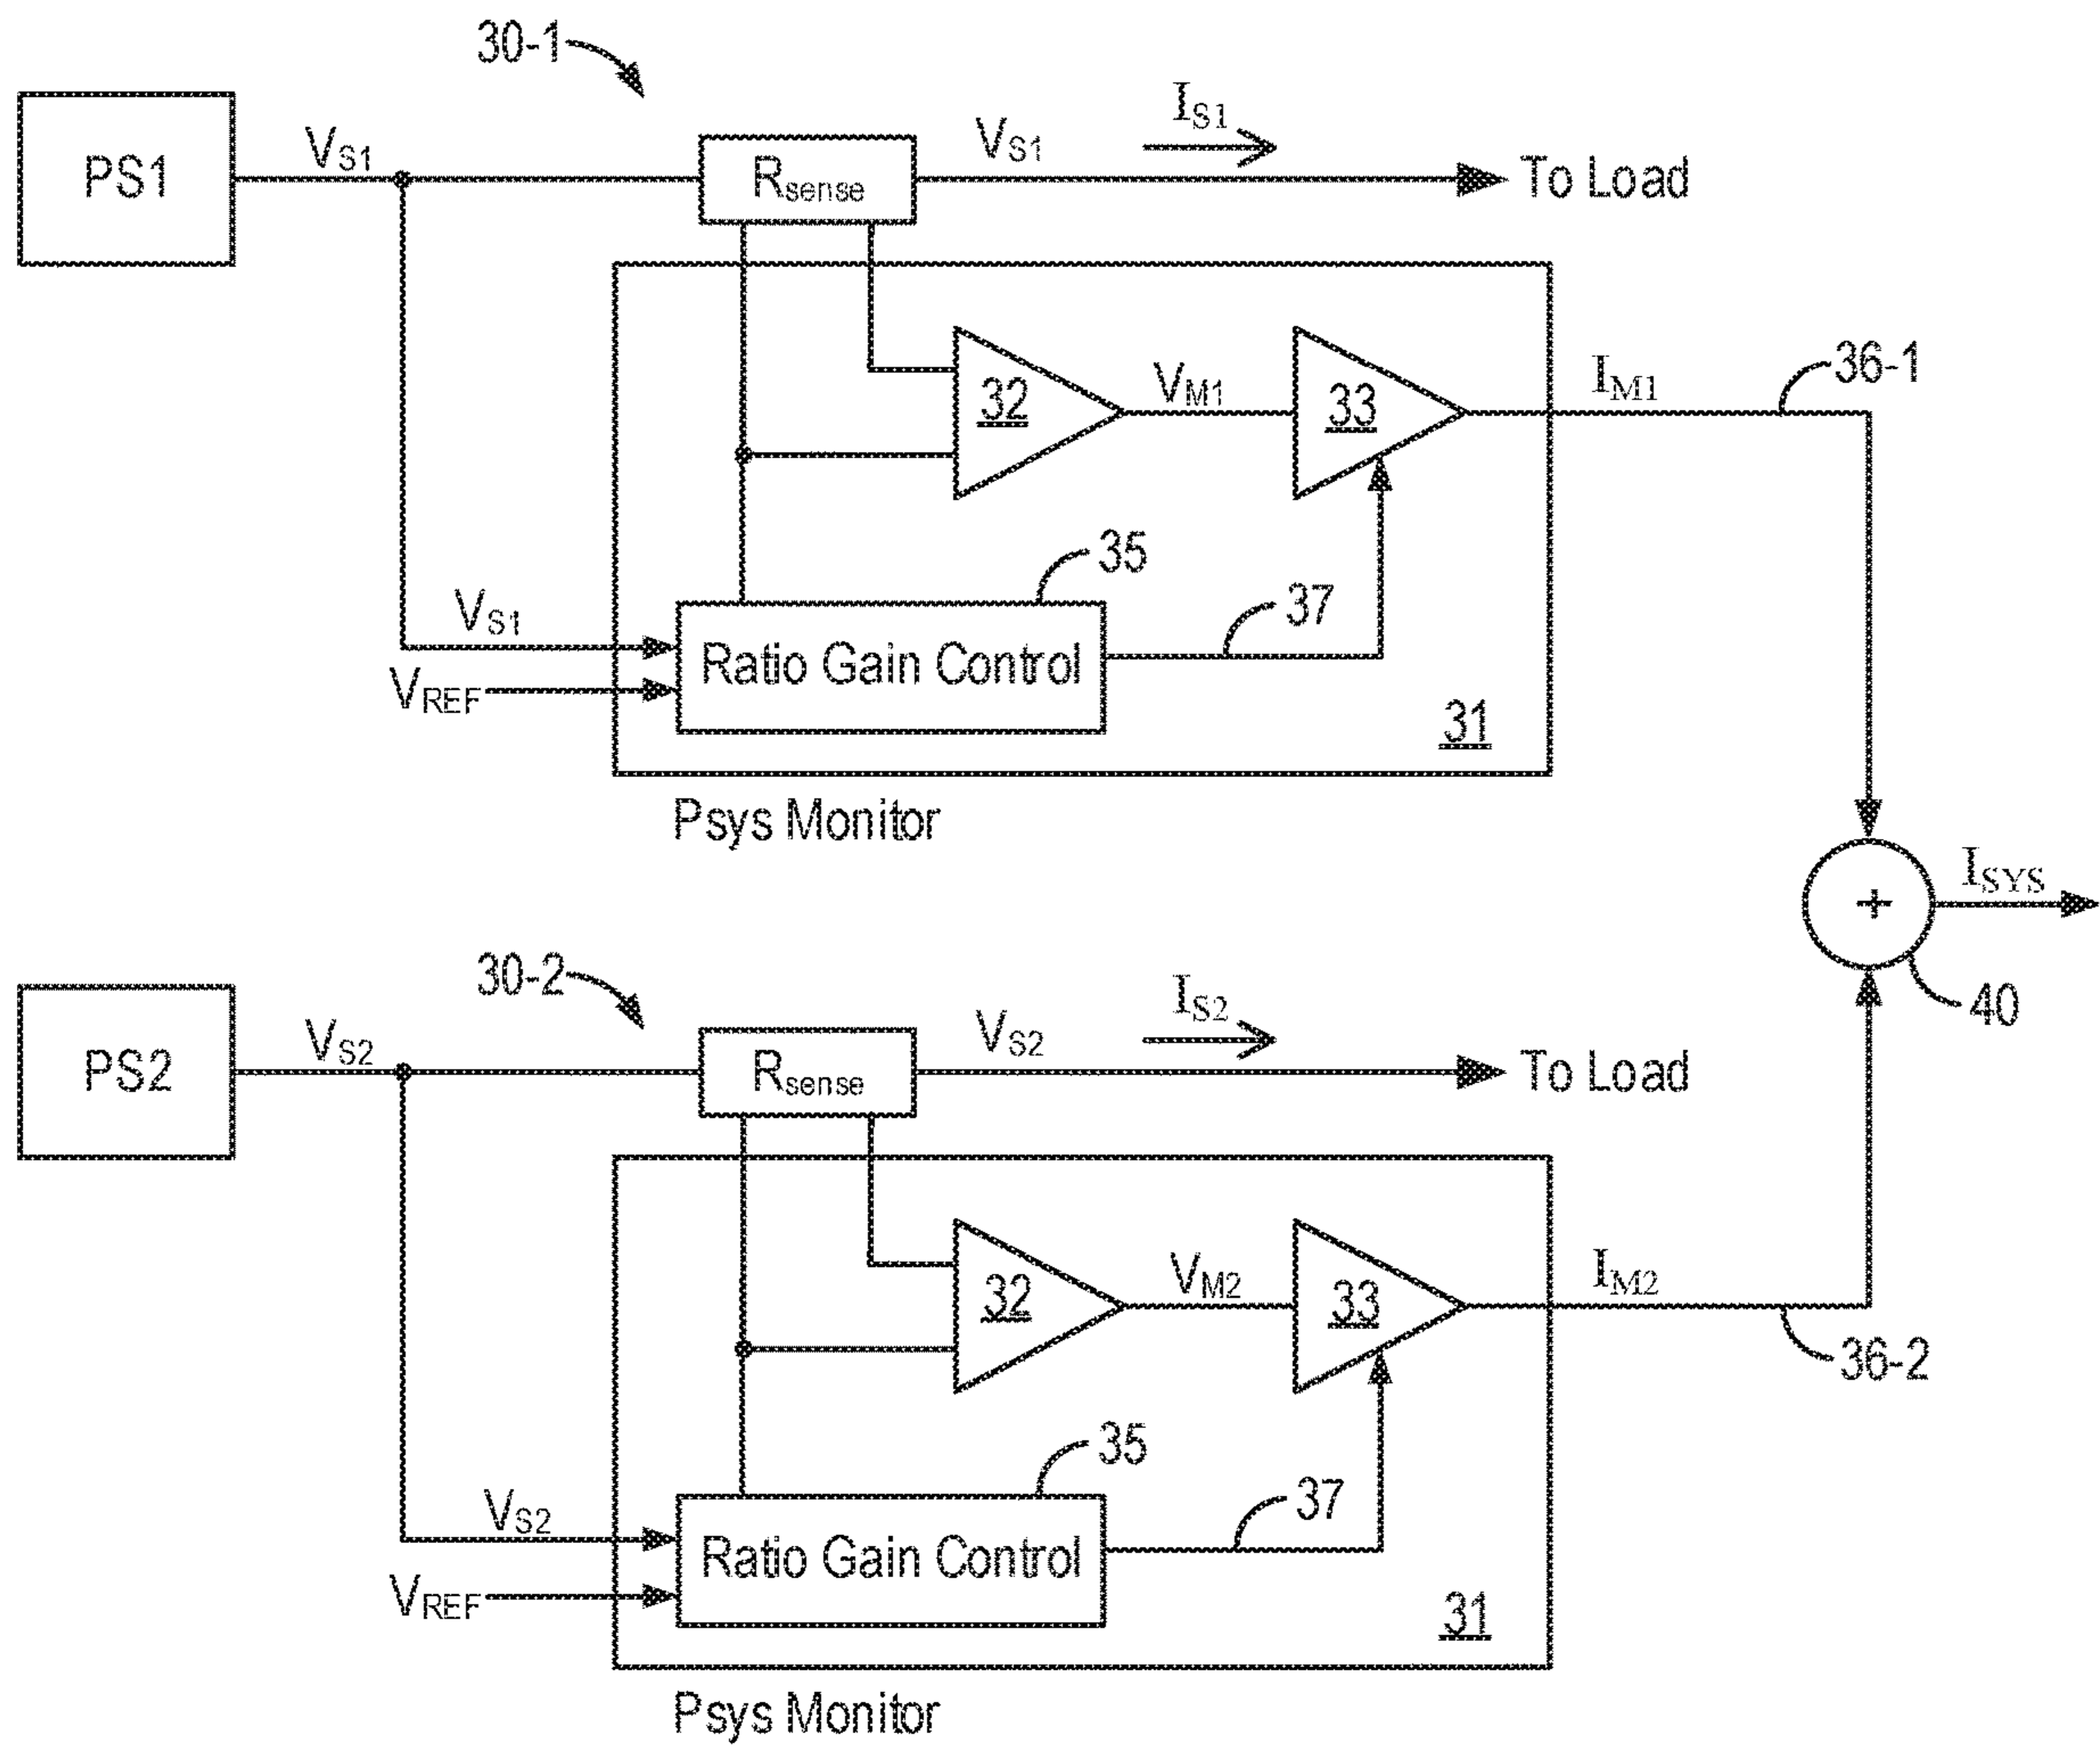 30-1
PS1
VS1
Rsense
VS1
IS1
To Load
32
VM1
33
IM1
36-1
35
VS1
VREF
Ratio Gain Control
37
31
Psys Monitor
+
ISYS
40
30-2
PS2
VS2
Rsense
VS2
IS2
To Load
32
VM2
33
IM2
36-2
35
VS2
VREF
Ratio Gain Control
37
31
Psys Monitor